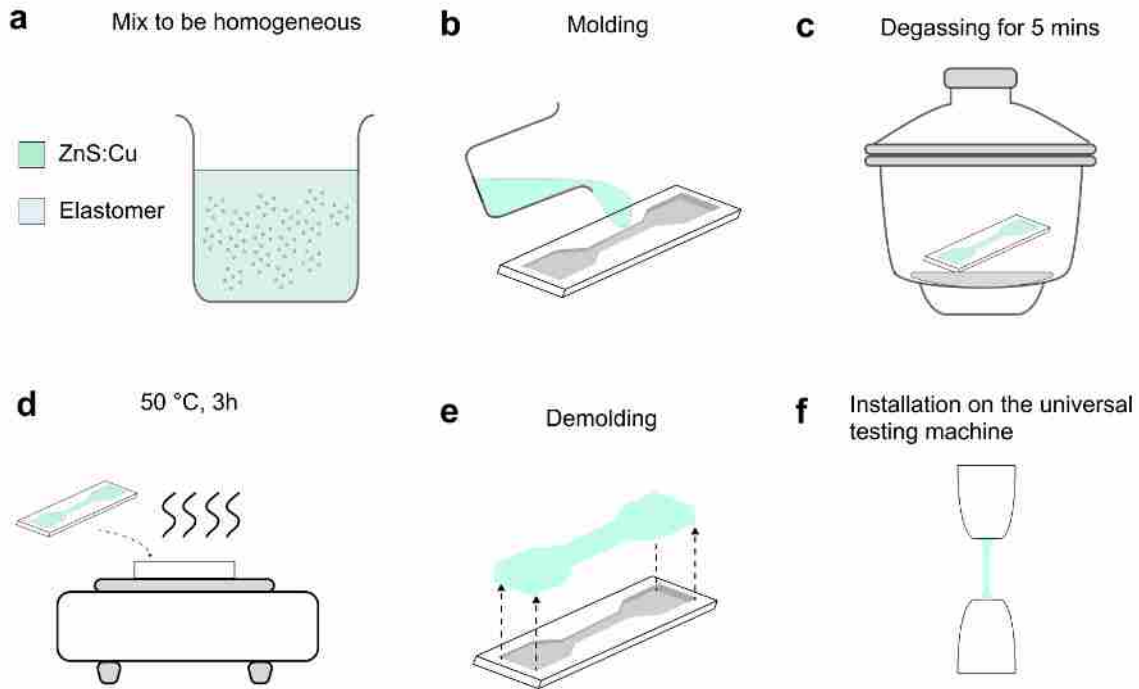 a
Mix to be homogeneous
ZnS:Cu
Elastomer
b
Molding
c
Degassing for 5 mins
d
50 °C, 3h
e
Demolding
f
Installation on the universal
testing machine